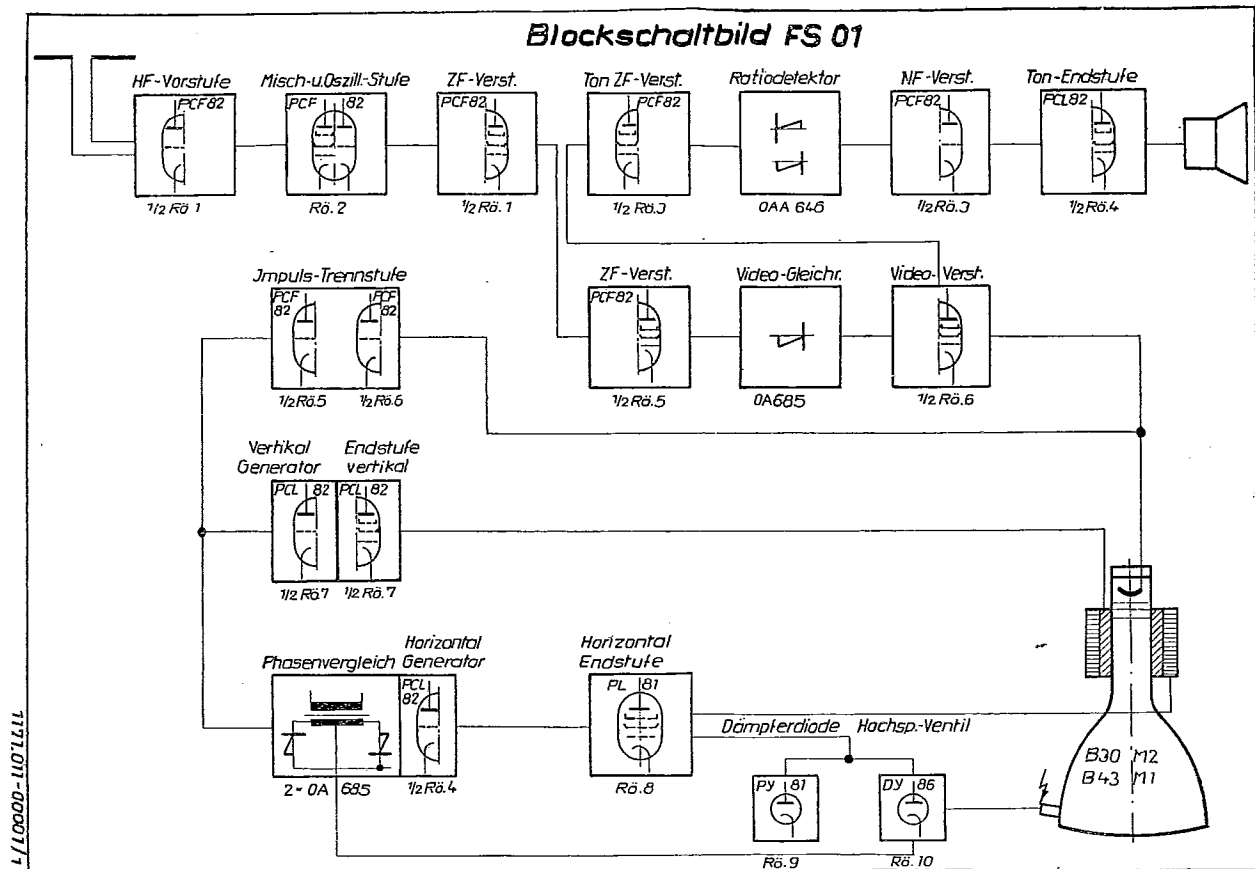 Blockschaltbild FS 01
HF-Vorstufe
PCF82
1/2 Rö 1
Misch-u.Oszill.-Stufe
PCF 82
Rö. 2
ZF-Verst.
PCF82
1/2 Rö. 1
Ton ZF-Verst.
PCF82
1/2 Rö.3
Ratiodetektor
OAA 646
NF-Verst.
PCF82
1/2 Rö.3
Ton-Endstufe
PCL82
1/2 Rö.4
Jmpuls-Trennstufe
PCF
82
PCF
82
1/2 Rö.5
1/2 Rö.6
ZF-Verst.
PCF82
1/2 Rö.5
Video-Gleichr.
OA685
Video-Verst.
1/2 Rö.6
Vertikal
Generator
PCL 82
1/2 Rö.7
Endstufe
vertikal
PCL 82
1/2 Rö.7
Phasenvergleich
2×OA 685
Horizontal
Generator
PCL
82
1/2 Rö.4
Horizontal
Endstufe
PL 81
Rö.8
Dämpferdiode
PY 81
Rö.9
Hochsp.-Ventil
DY 86
Rö.10
B30 M2
B43 M1
1171.011-00001/1